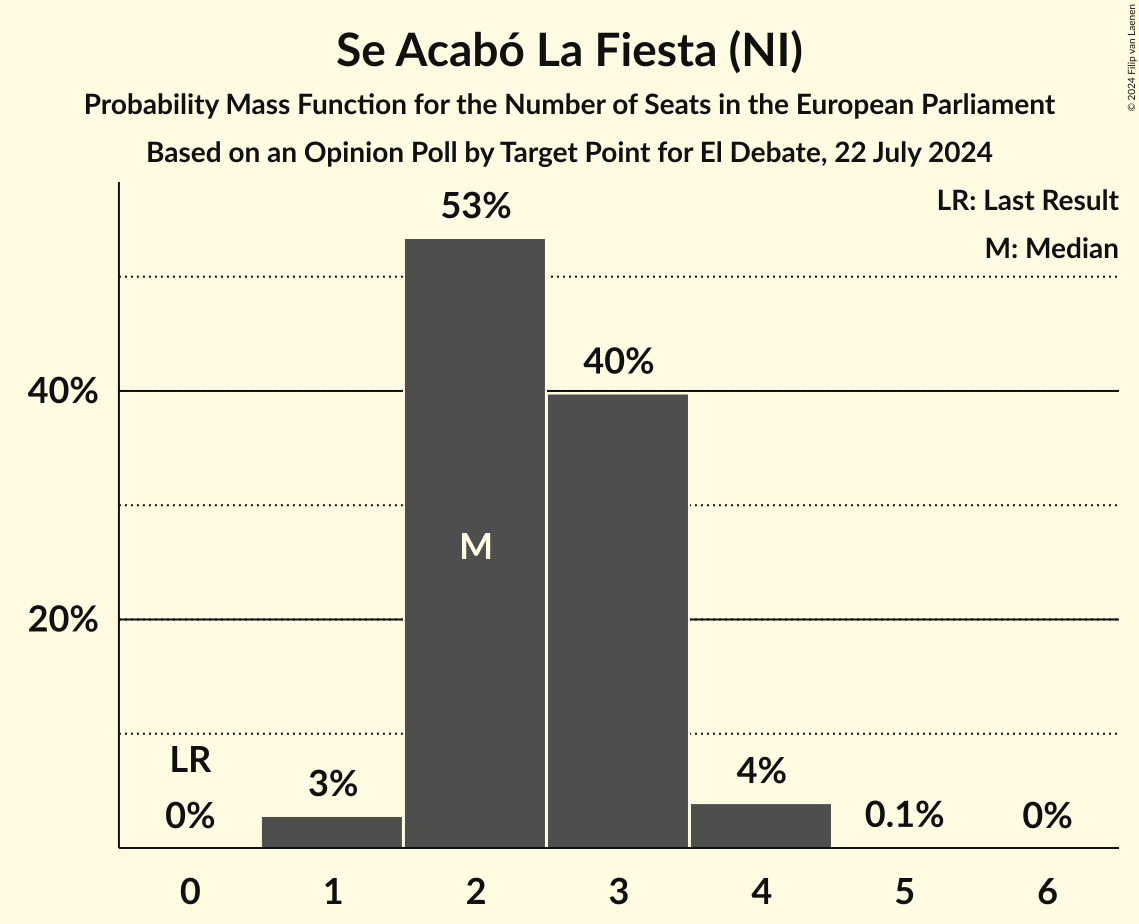 Se Acabó La Fiesta (NI)
Probability Mass Function for the Number of Seats in the European Parliament
Based on an Opinion Poll by Target Point for El Debate, 22 July 2024
© 2024 Filip van Laenen
LR: Last Result
M: Median
53%
40%
40%
M
20%
LR
0%
3%
4%
0.1%
0%
0 1 2 3 4 5 6